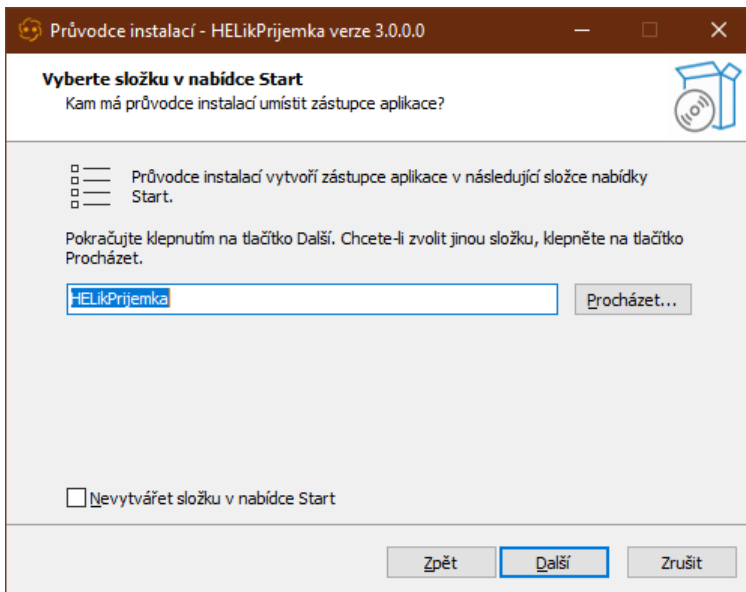 Průvodce instalací - HELikPrijemka verze 3.0.0.0
Vyberte složku v nabídce Start
Kam má průvodce instalací umístit zástupce aplikace?
Průvodce instalací vytvoří zástupce aplikace v následující složce nabídky
Start.
Pokračujte klepnutím na tlačítko Další. Chcete-li zvolit jinou složku, klepněte na tlačítko
Procházet.
HELikPrijemka
Procházet...
Nevytvářet složku v nabídce Start
Zpět
Další
Zrušit